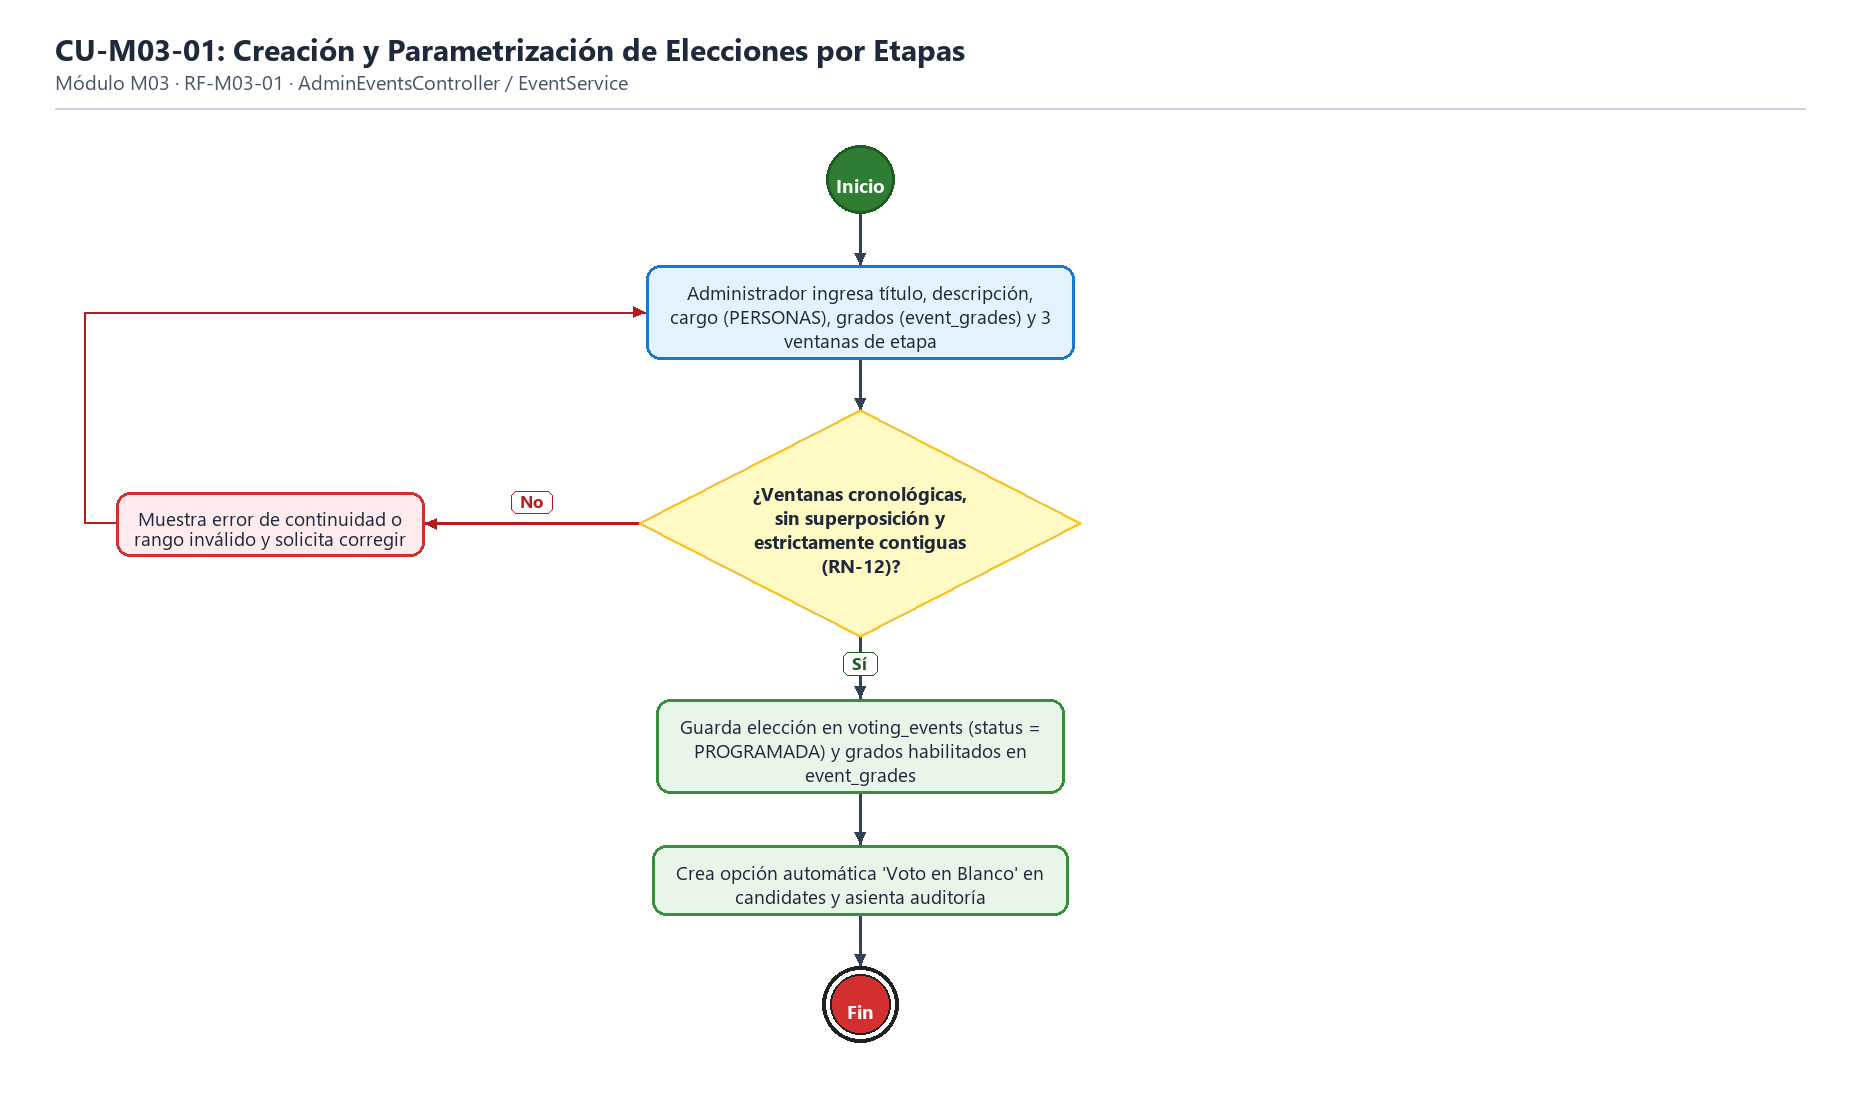 CU-M03-01: Creación y Parametrización de Elecciones por Etapas
Módulo M03 · RF-M03-01 · AdminEventsController / EventService
Inicio
Administrador ingresa título, descripción,
cargo (PERSONAS), grados (event_grades) y 3
ventanas de etapa
¿Ventanas cronológicas,
sin superposición y
estrictamente contiguas
(RN-12)?
No
Muestra error de continuidad o
rango inválido y solicita corregir
Sí
Guarda elección en voting_events (status =
PROGRAMADA) y grados habilitados en
event_grades
Crea opción automática 'Voto en Blanco' en
candidates y asienta auditoría
Fin